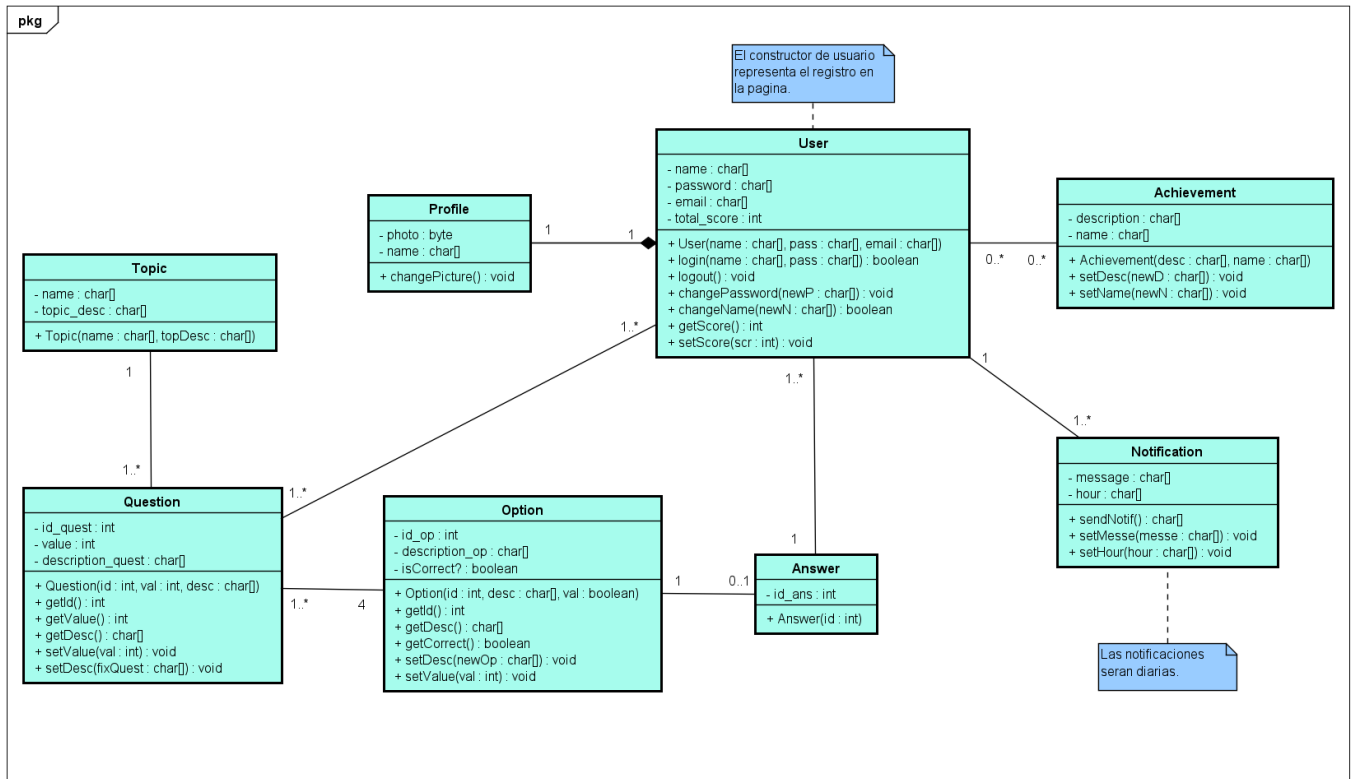 pkg
El constructor de usuario
representa el registro en
la pagina.
User
- name : char[]
- password : char[]
- email : char[]
- total_score : int
+ User(name : char[], pass : char[], email : char[])
+ login(name : char[], pass : char[]) : boolean
+ logout() : void
+ changePassword(newP : char[]) : void
+ changeName(newN : char[]) : boolean
+ getScore() : int
+ setScore(scr : int) : void
Profile
- photo : byte
- name : char[]
+ changePicture() : void
1
1
Achievement
- description : char[]
- name : char[]
+ Achievement(desc : char[], name : char[])
+ setDesc(newD : char[]) : void
+ setName(newN : char[]) : void
0..*
0..*
Topic
- name : char[]
- topic_desc : char[]
+ Topic(name : char[], topDesc : char[])
1
1..*
1..*
1..*
1..*
1
1
1..*
Question
- id_quest : int
- value : int
- description_quest : char[]
+ Question(id : int, val : int, desc : char[])
+ getId() : int
+ getValue() : int
+ getDesc() : char[]
+ setValue(val : int) : void
+ setDesc(fixQuest : char[]) : void
1..*
4
Option
- id_op : int
- description_op : char[]
- isCorrect? : boolean
+ Option(id : int, desc : char[], val : boolean)
+ getId() : int
+ getDesc() : char[]
+ getCorrect() : boolean
+ setDesc(newOp : char[]) : void
+ setValue(val : int) : void
1
0..1
Answer
- id_ans : int
+ Answer(id : int)
Notification
- message : char[]
- hour : char[]
+ sendNotif() : char[]
+ setMesse(messe : char[]) : void
+ setHour(hour : char[]) : void
Las notificaciones
seran diarias.